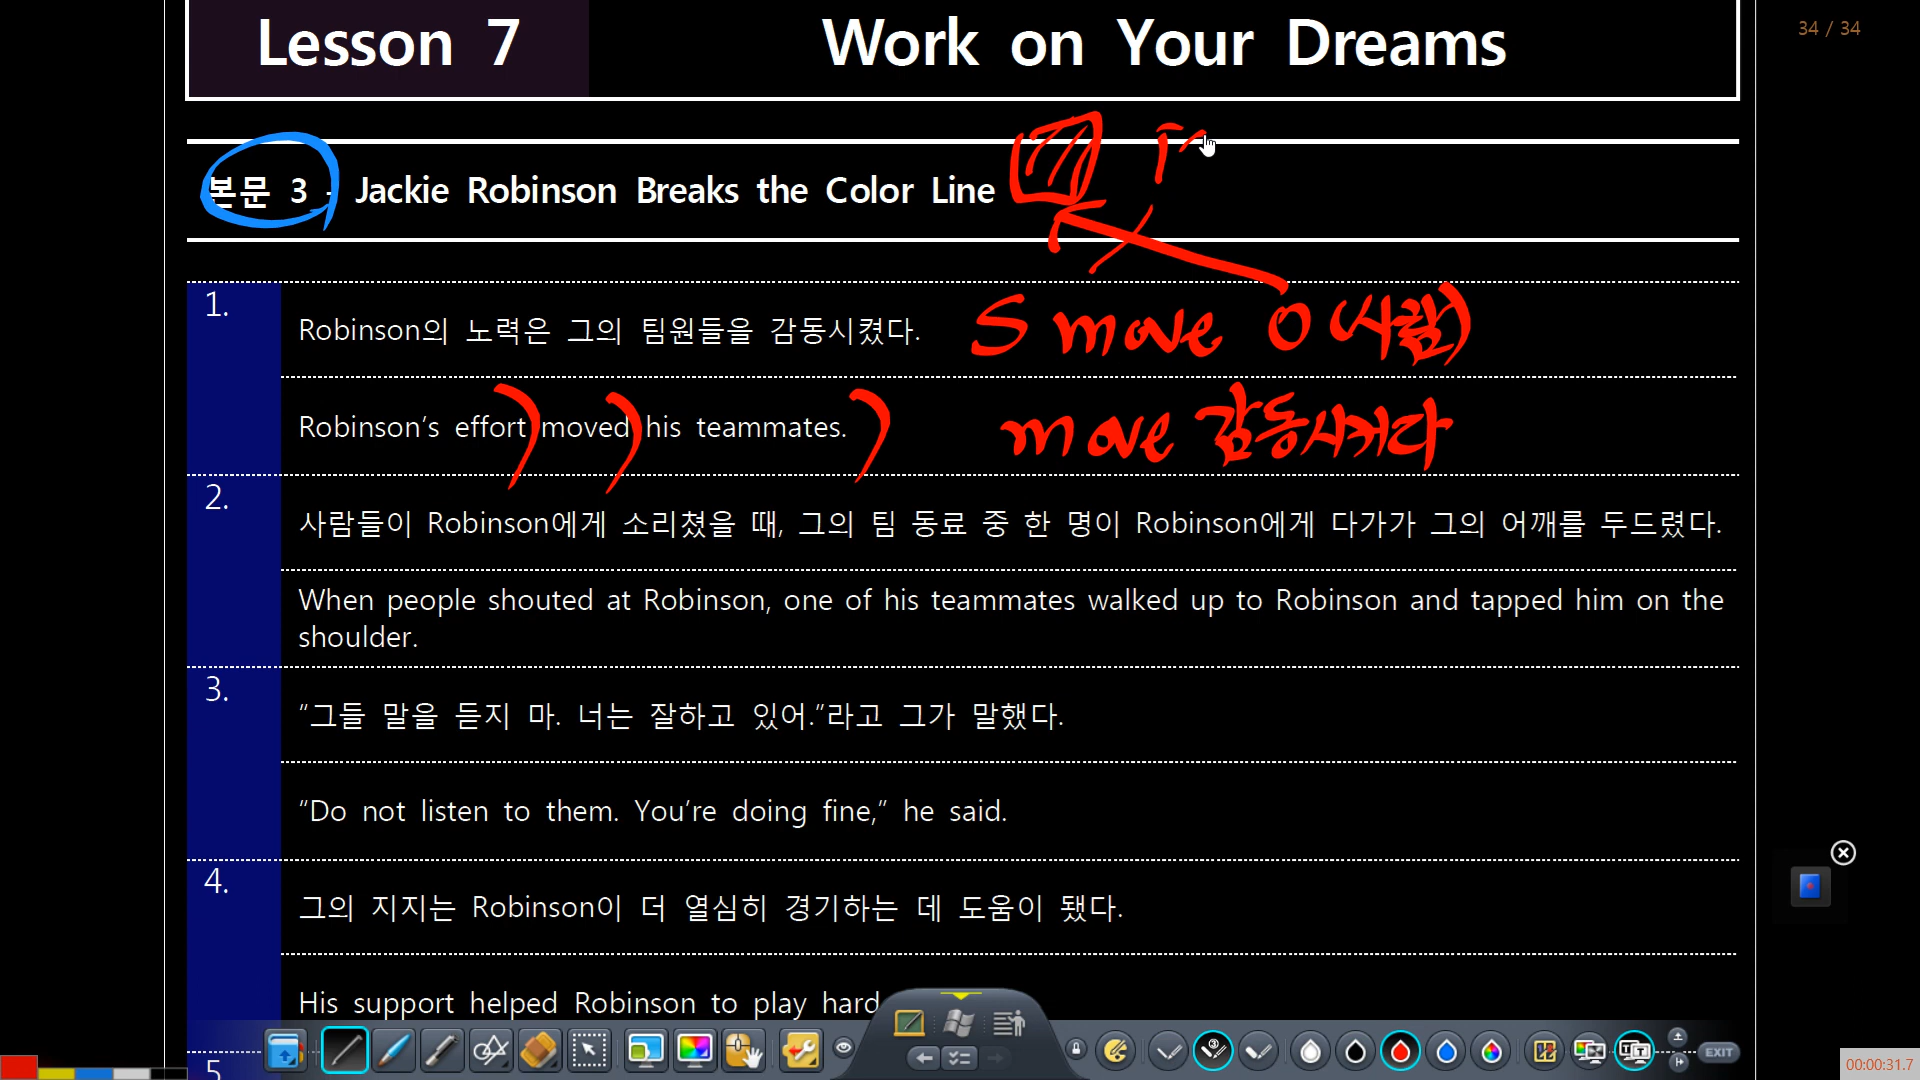 Lesson 7
Work on Your Dreams
34 / 34
본문 3 - Jackie Robinson Breaks the Color Line
1.
Robinson의 노력은 그의 팀원들을 감동시켰다.
S move O (사람)
Robinson’s effort moved his teammates.
move 감동시키다
2.
사람들이 Robinson에게 소리쳤을 때, 그의 팀 동료 중 한 명이 Robinson에게 다가가 그의 어깨를 두드렸다.
When people shouted at Robinson, one of his teammates walked up to Robinson and tapped him on the
shoulder.
3.
“그들 말을 듣지 마. 너는 잘하고 있어.”라고 그가 말했다.
“Do not listen to them. You’re doing fine,” he said.
4.
그의 지지는 Robinson이 더 열심히 경기하는 데 도움이 됐다.
His support helped Robinson to play hard
5
EXIT
00:00:31.7